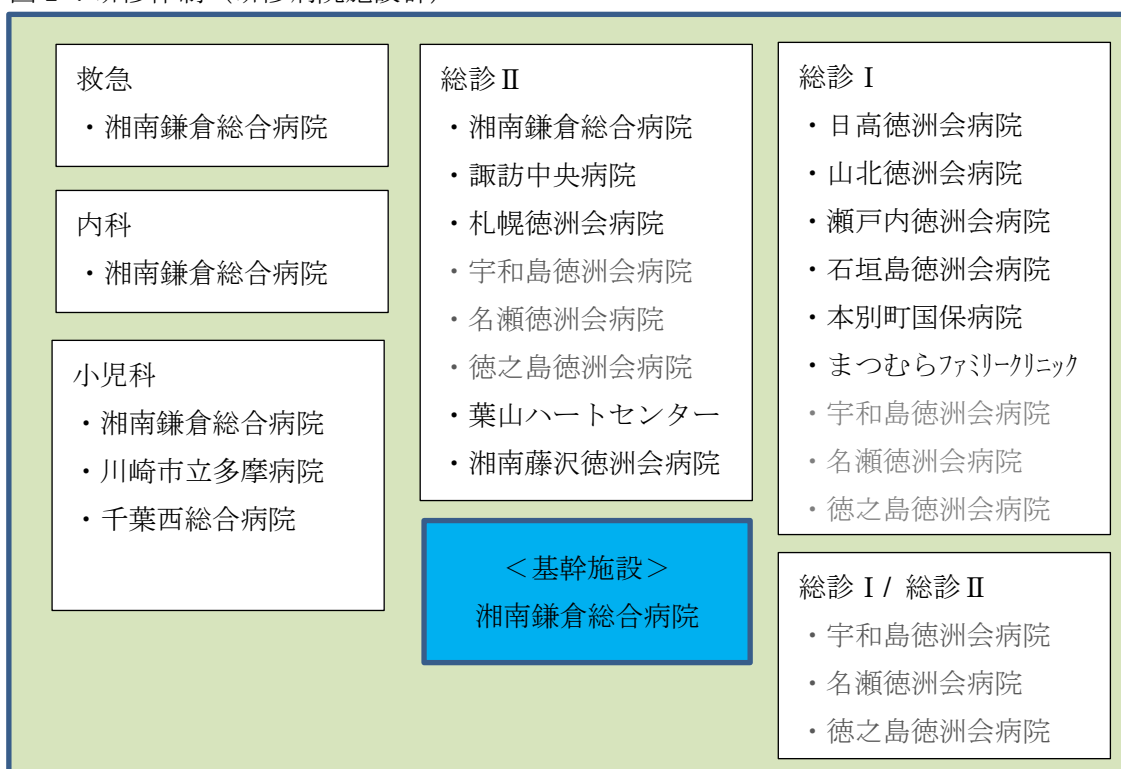 救急
・湘南鎌倉総合病院
内科
・湘南鎌倉総合病院
小児科
・湘南鎌倉総合病院
・川崎市立多摩病院
・千葉西総合病院
総診Ⅱ
・湘南鎌倉総合病院
・諏訪中央病院
・札幌徳洲会病院
・宇和島徳洲会病院
・名瀬徳洲会病院
・徳之島徳洲会病院
・葉山ハートセンター
・湘南藤沢徳洲会病院
＜基幹施設＞
湘南鎌倉総合病院
総診Ⅰ
・日高徳洲会病院
・山北徳洲会病院
・瀬戸内徳洲会病院
・石垣島徳洲会病院
・本別町国保病院
・まつむらﾌｧﾐﾘｰｸﾘﾆｯｸ
・宇和島徳洲会病院
・名瀬徳洲会病院
・徳之島徳洲会病院
総診Ⅰ/ 総診Ⅱ
・宇和島徳洲会病院
・名瀬徳洲会病院
・徳之島徳洲会病院